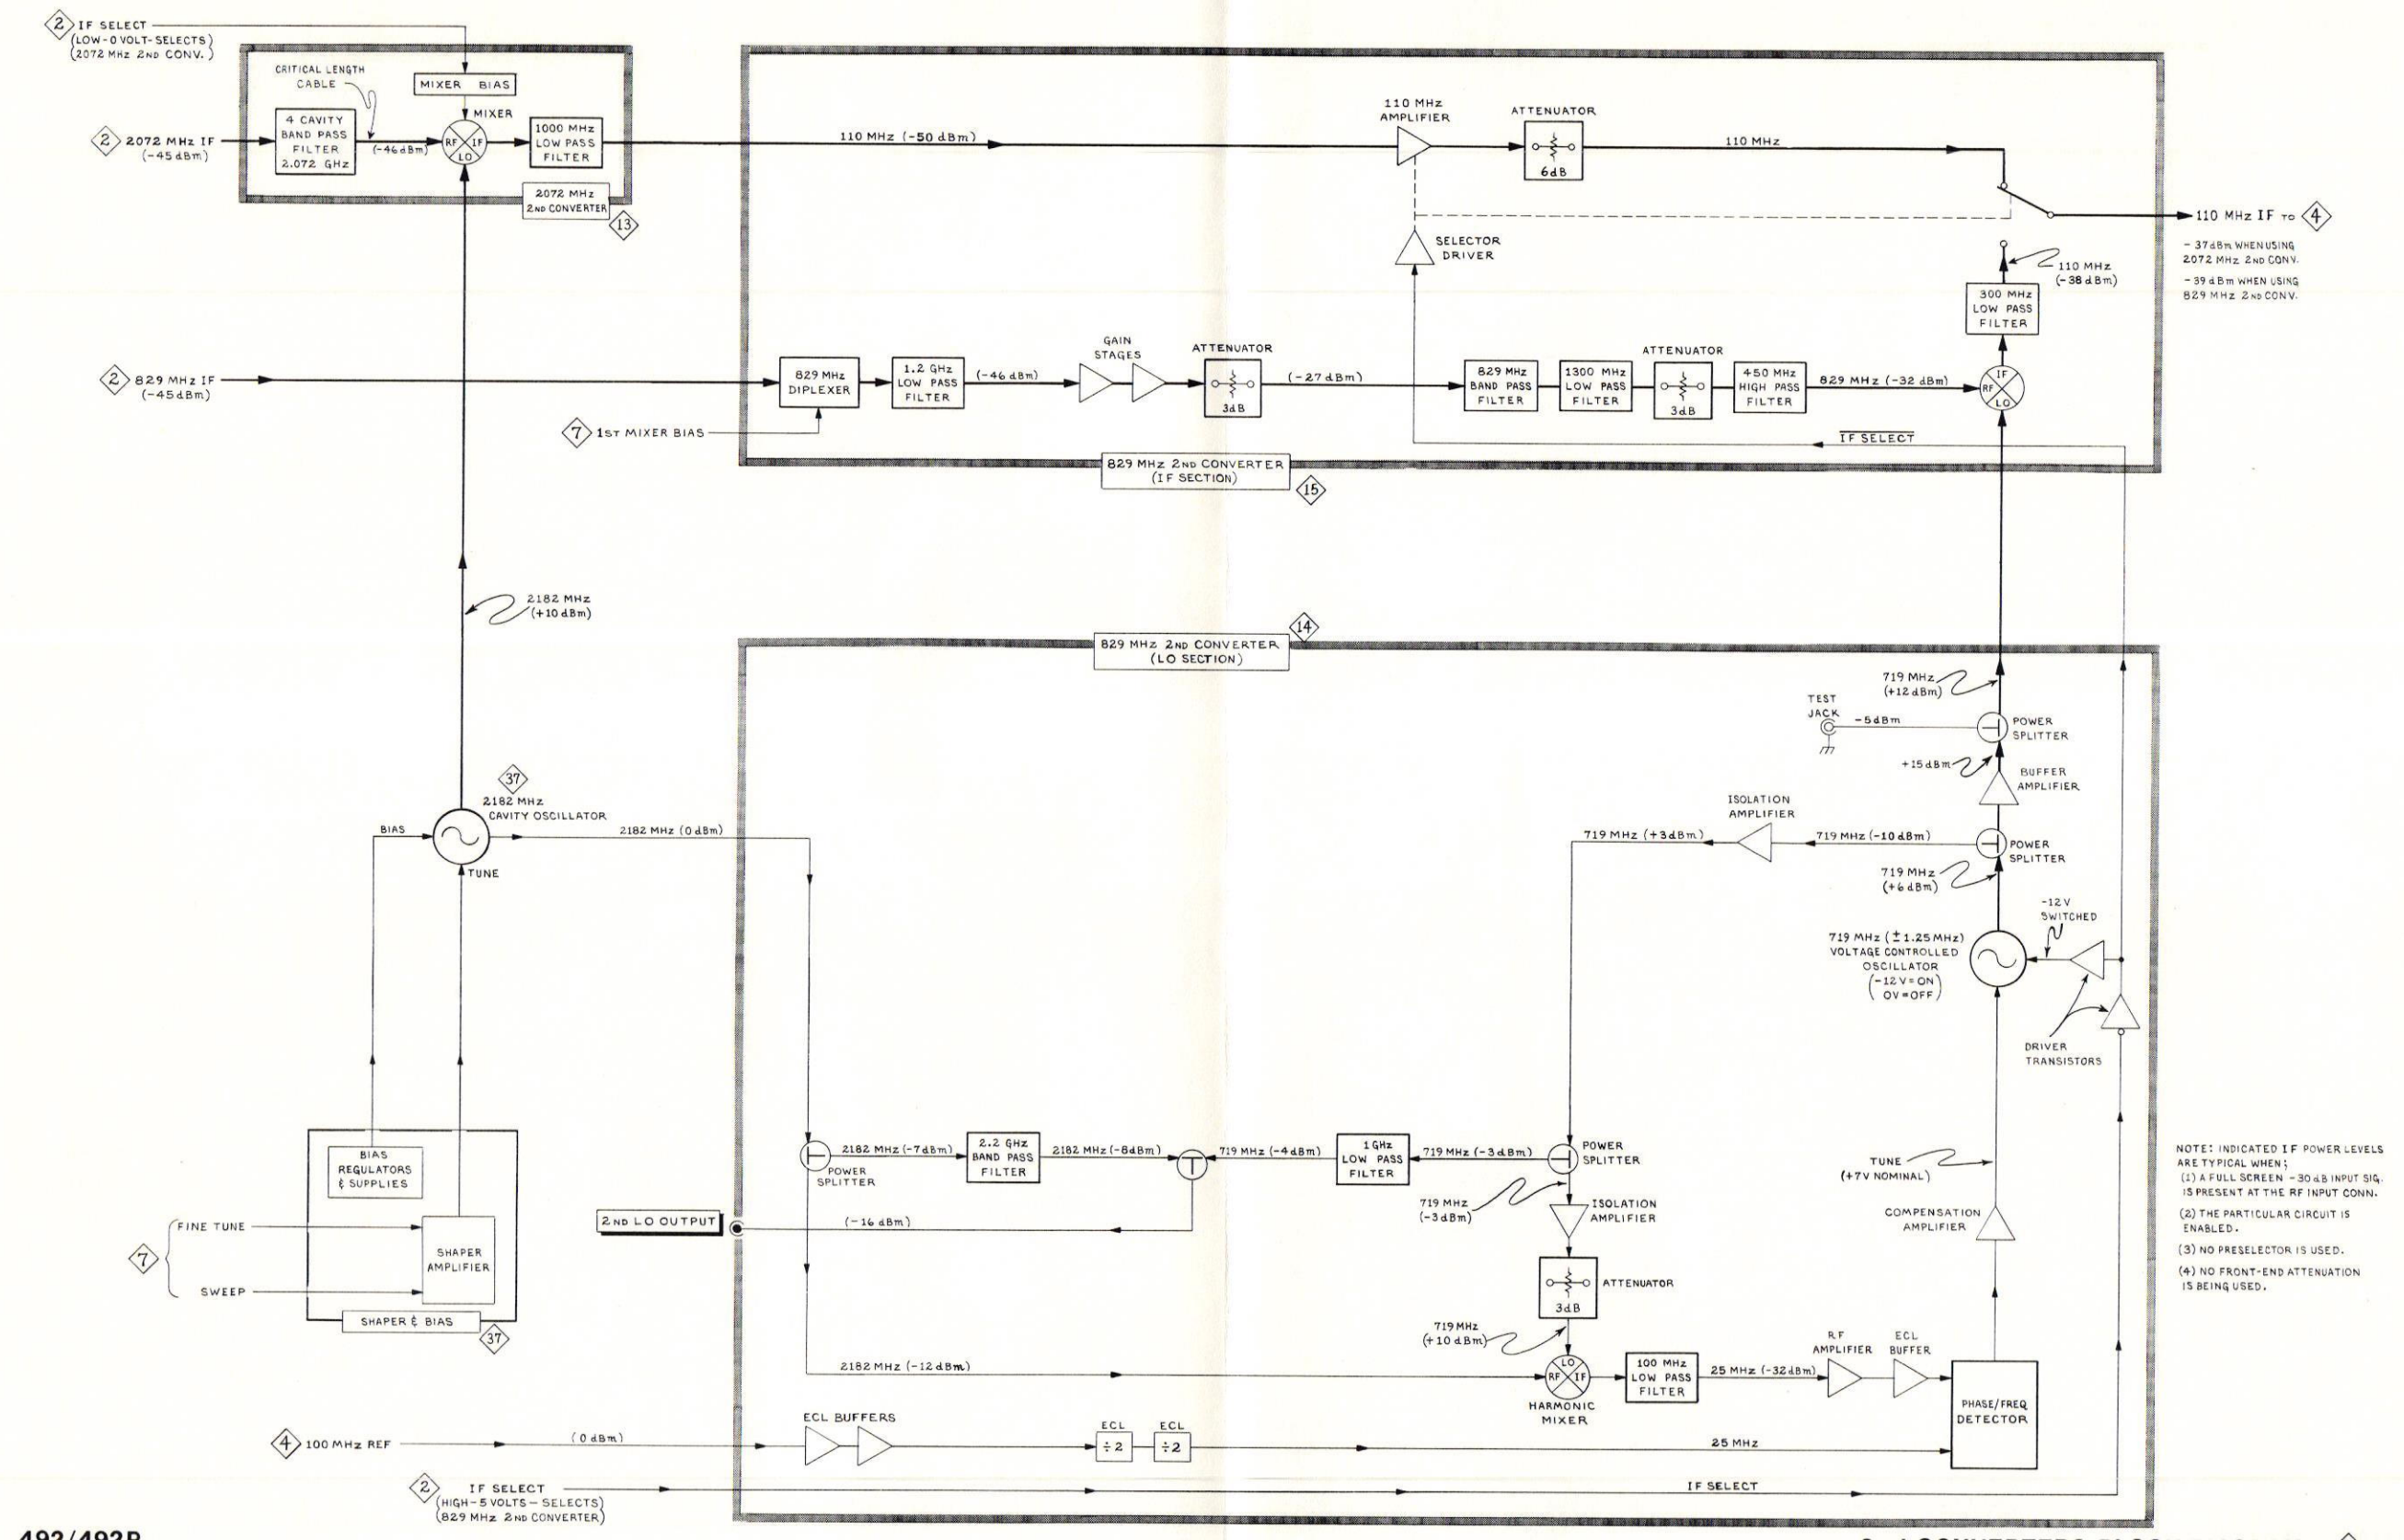 2
IF SELECT
(LOW-0 VOLT-SELECTS)
(2072 MHz 2ND CONV.)
CRITICAL LENGTH
CABLE
MIXER BIAS
MIXER
2
2072 MHz IF
(-45dBm)
4 CAVITY
BAND PASS
FILTER
2.072 GHz
(-46dBm)
RF IF
LO
1000 MHz
LOW PASS
FILTER
2072 MHz
2ND CONVERTER
13
110 MHz (-50 dBm)
110 MHz
AMPLIFIER
ATTENUATOR
6dB
110 MHz
110 MHz IF TO 4
- 37dBm WHEN USING
2072 MHz 2ND CONV.
- 39 dBm WHEN USING
829 MHz 2ND CONV.
SELECTOR
DRIVER
110 MHz
(-38 dBm)
300 MHz
LOW PASS
FILTER
2
829 MHz IF
(-45dBm)
829 MHz
DIPLEXER
1.2 GHz
LOW PASS
FILTER
(-46 dBm)
GAIN
STAGES
ATTENUATOR
3dB
(-27 dBm)
829 MHz
BAND PASS
FILTER
1300 MHz
LOW PASS
FILTER
ATTENUATOR
3dB
450 MHz
HIGH PASS
FILTER
829 MHz (-32 dBm)
IF
RF
LO
7
1ST MIXER BIAS
IF SELECT
829 MHz 2ND CONVERTER
(IF SECTION)
15
2182 MHz
(+10 dBm)
14
829 MHz 2ND CONVERTER
(LO SECTION)
719 MHz
(+12 dBm)
TEST
JACK
-5dBm
POWER
SPLITTER
+15dBm
BUFFER
AMPLIFIER
37
2182 MHz
CAVITY OSCILLATOR
BIAS
TUNE
2182 MHz (0 dBm)
ISOLATION
AMPLIFIER
719 MHz (+3dBm)
719 MHz (-10dBm)
POWER
SPLITTER
719 MHz
(+6dBm)
-12V
SWITCHED
719 MHz (±1.25MHz)
VOLTAGE CONTROLLED
OSCILLATOR
(-12V=ON)
(0V=OFF)
DRIVER
TRANSISTORS
BIAS
REGULATORS
& SUPPLIES
7
FINE TUNE
SWEEP
SHAPER
AMPLIFIER
SHAPER & BIAS
37
2182 MHz (-7dBm)
POWER
SPLITTER
2.2 GHz
BAND PASS
FILTER
2182 MHz (-8dBm)
719 MHz (-4dBm)
1GHz
LOW PASS
FILTER
719 MHz (-3dBm)
POWER
SPLITTER
2ND LO OUTPUT
(-16 dBm)
719 MHz
(-3dBm)
ISOLATION
AMPLIFIER
ATTENUATOR
3dB
719 MHz
(+10 dBm)
2182 MHz (-12dBm)
LO
RF IF
HARMONIC
MIXER
100 MHz
LOW PASS
FILTER
25 MHz (-32dBm)
RF
AMPLIFIER
ECL
BUFFER
PHASE/FREQ
DETECTOR
TUNE
(+7V NOMINAL)
COMPENSATION
AMPLIFIER
4
100 MHz REF
(0 dBm)
ECL BUFFERS
ECL
÷2
ECL
÷2
25 MHz
2
IF SELECT
(HIGH-5 VOLTS-SELECTS)
(829 MHz 2ND CONVERTER)
IF SELECT
NOTE: INDICATED IF POWER LEVELS
ARE TYPICAL WHEN;
(1) A FULL SCREEN -30 dB INPUT SIG.
IS PRESENT AT THE RF INPUT CONN.
(2) THE PARTICULAR CIRCUIT IS
ENABLED.
(3) NO PRESELECTOR IS USED.
(4) NO FRONT-END ATTENUATION
IS BEING USED.
492/492P